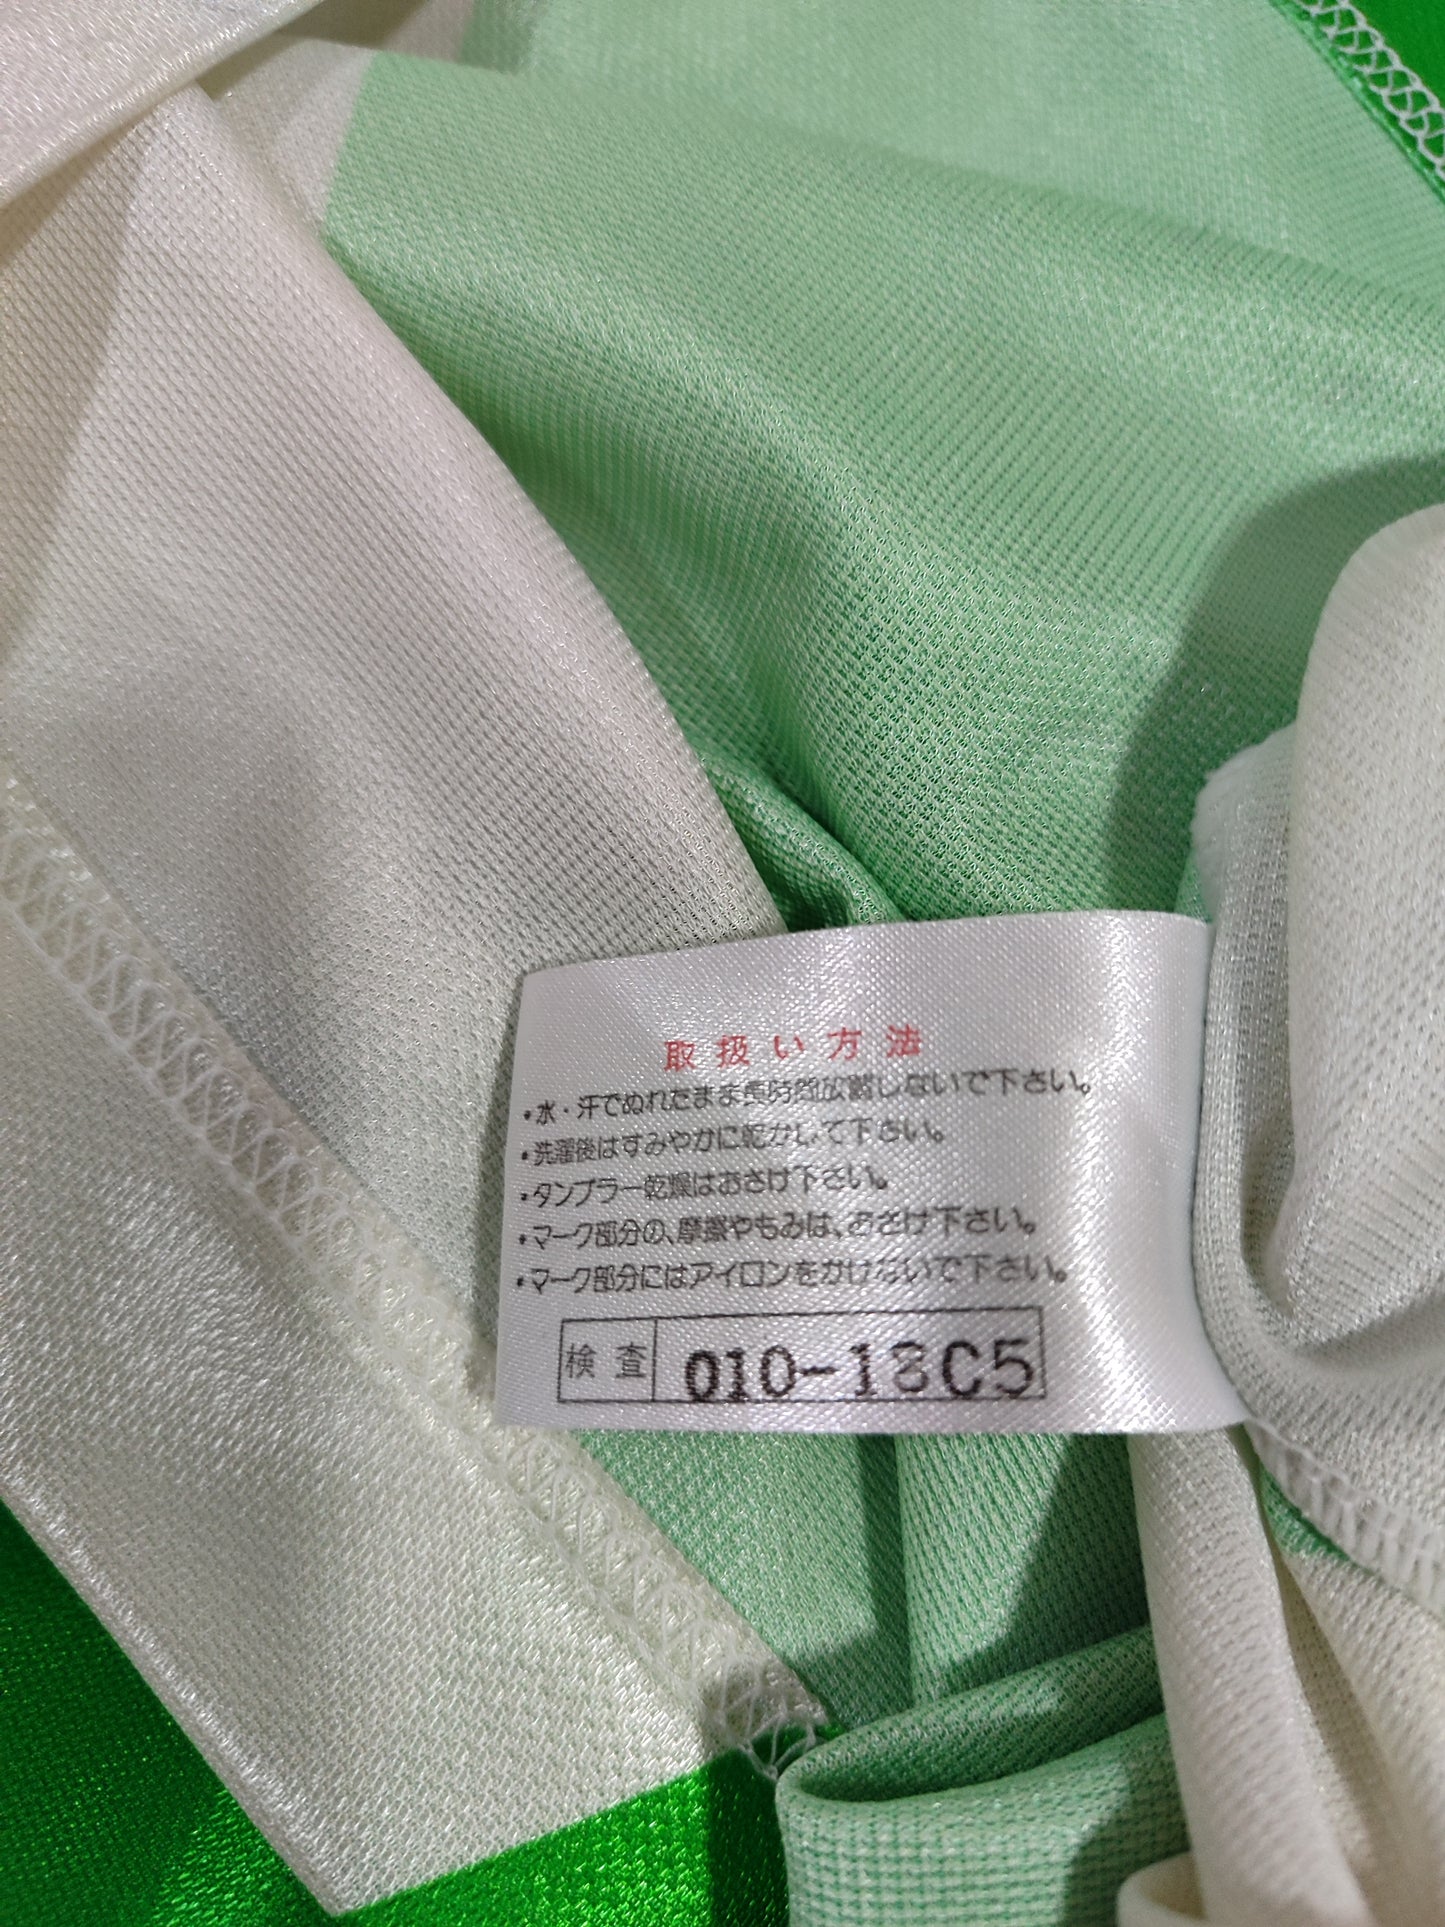 取扱い方法
・水・汗でぬれたまま長時間放置しないで下さい。
・洗濯後はすみやかに乾かして下さい。
・タンブラー乾燥はおさけ下さい。
・マーク部分の、摩擦やもみは、おさけ下さい。
・マーク部分にはアイロンをかけないで下さい。
検査 010-18C5